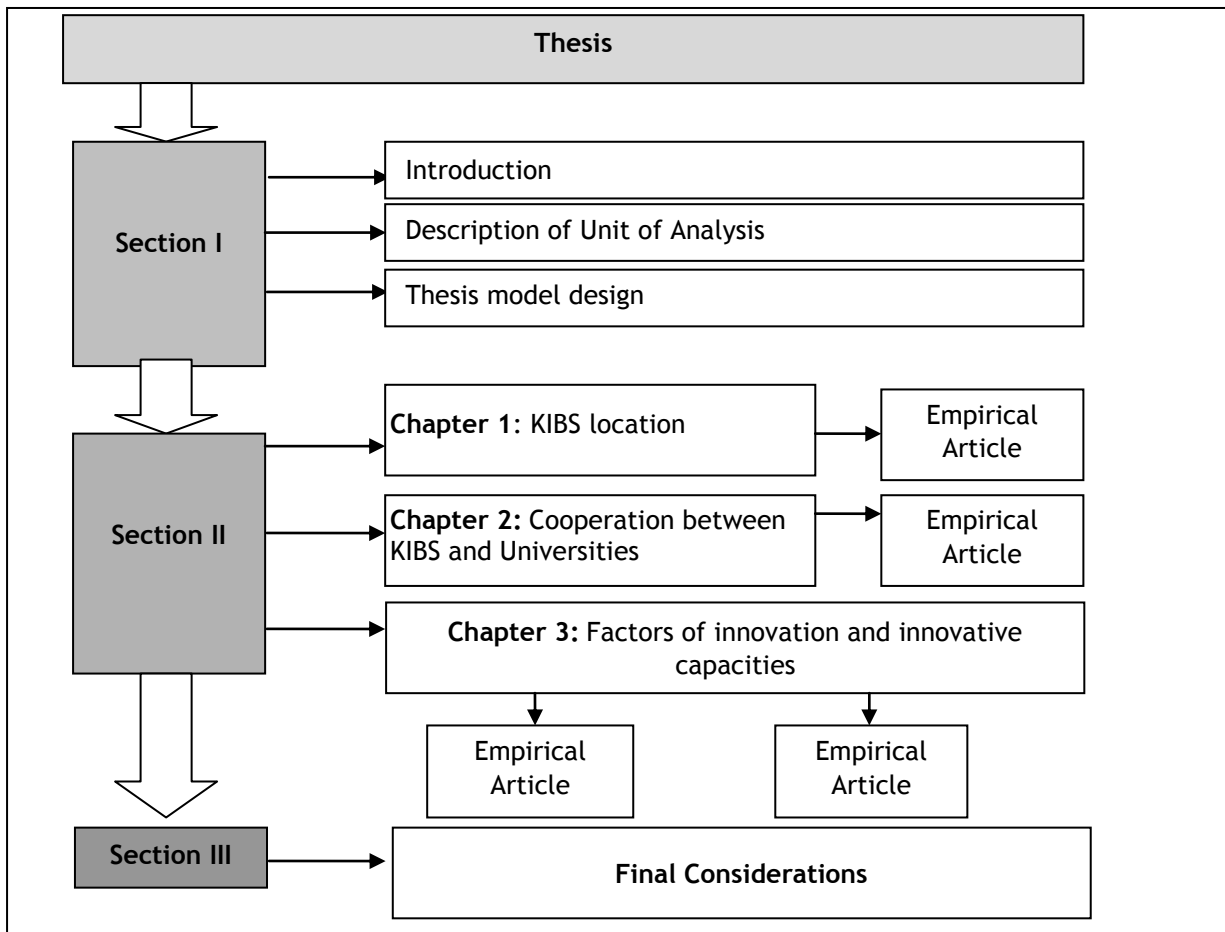 Thesis
Section I
Introduction
Description of Unit of Analysis
Thesis model design
Section II
Chapter 1: KIBS location
Empirical
Article
Chapter 2: Cooperation between
KIBS and Universities
Empirical
Article
Chapter 3: Factors of innovation and innovative
capacities
Empirical
Article
Empirical
Article
Section III
Final Considerations